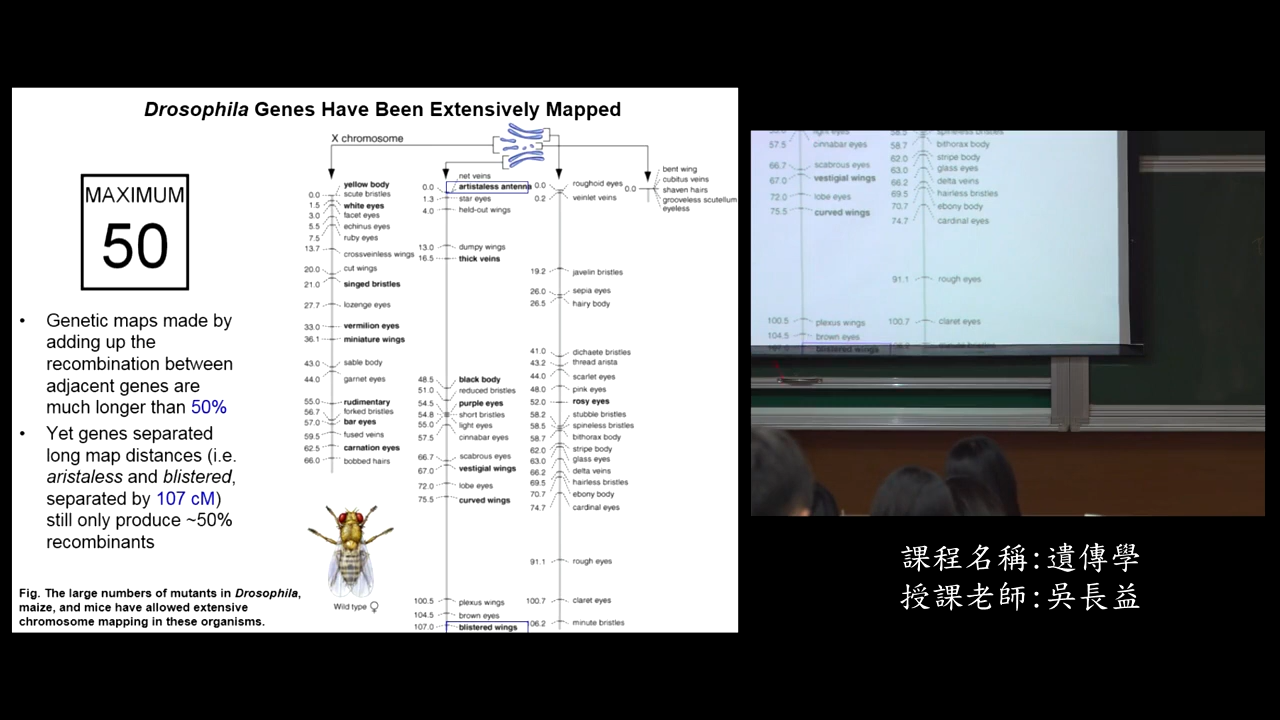 Drosophila Genes Have Been Extensively Mapped
MAXIMUM
50
• Genetic maps made by
adding up the
recombination between
adjacent genes are
much longer than 50%
• Yet genes separated
long map distances (i.e.
aristaless and blistered,
separated by 107 cM)
still only produce ~50%
recombinants
Fig. The large numbers of mutants in Drosophila,
maize, and mice have allowed extensive
chromosome mapping in these organisms.
X chromosome
yellow body
0.0 scute bristles
1.5 white eyes
3.0 facet eyes
5.5 echinus eyes
7.5 ruby eyes
13.7 crossveinless wings
20.0 cut wings
21.0 singed bristles
27.7 lozenge eyes
33.0 vermilion eyes
36.1 miniature wings
43.0 sable body
44.0 garnet eyes
55.0 rudimentary
56.7 forked bristles
57.0 bar eyes
59.5 fused veins
62.5 carnation eyes
66.0 bobbed hairs
Wild type ♀
net veins
0.0 artistaless antenna
1.3 star eyes
4.0 held-out wings
13.0 dumpy wings
16.5 thick veins
48.5 black body
51.0 reduced bristles
54.5 purple eyes
54.8 short bristles
55.0 light eyes
57.5 cinnabar eyes
66.7 scabrous eyes
67.0 vestigial wings
72.0 lobe eyes
75.5 curved wings
100.5 plexus wings
104.5 brown eyes
107.0 blistered wings
0.0 roughoid eyes
0.2 veinlet veins
19.2 javelin bristles
26.0 sepia eyes
26.5 hairy body
41.0 dichaete bristles
43.2 thread arista
44.0 scarlet eyes
48.0 pink eyes
52.0 rosy eyes
58.2 stubble bristles
58.5 spineless bristles
58.7 bithorax body
62.0 stripe body
63.0 glass eyes
66.2 delta veins
69.5 hairless bristles
70.7 ebony body
74.7 cardinal eyes
91.1 rough eyes
100.7 claret eyes
06.2 minute bristles
bent wing
cubitus veins
0.0 shaven hairs
grooveless scutellum
eyeless
light eyes
57.5 cinnabar eyes
66.7 scabrous eyes
67.0 vestigial wings
72.0 lobe eyes
75.5 curved wings
100.5 plexus wings
104.5 brown eyes
blistered wings
58.5 spineless bristles
58.7 bithorax body
62.0 stripe body
63.0 glass eyes
66.2 delta veins
69.5 hairless bristles
70.7 ebony body
74.7 cardinal eyes
91.1 rough eyes
100.7 claret eyes
minute bristles
課程名稱:遺傳學
授課老師:吳長益